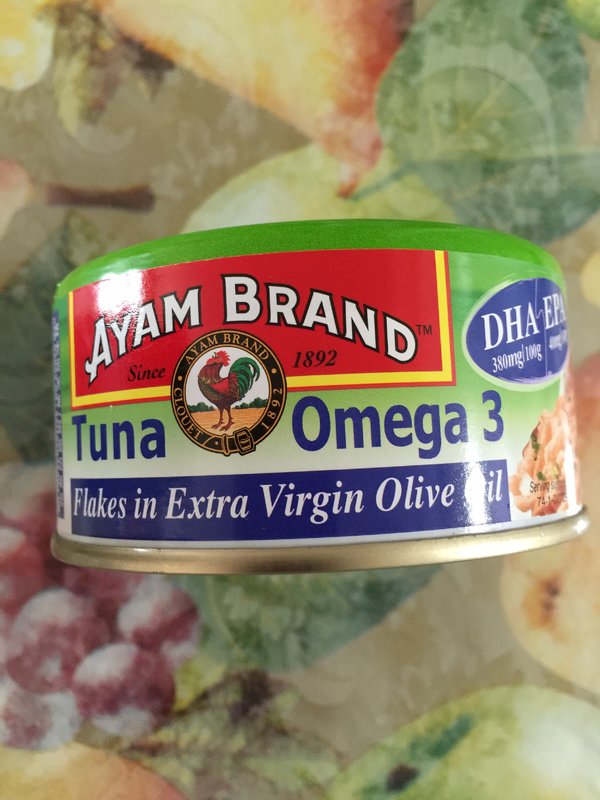 AYAM BRAND™
Since 1892
AYAM BRAND
CLOUET
1892
DHA EPA
380mg/100g
Tuna Omega 3
Flakes in Extra Virgin Olive Oil